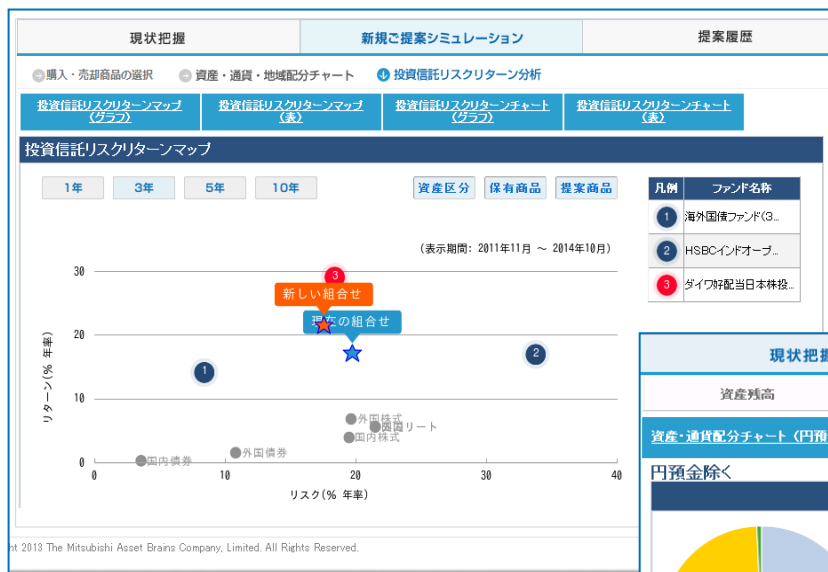 現状把握 新規ご提案シミュレーション 提案履歴
購入・売却商品の選択 資産・通貨・地域配分チャート 投資信託リスクリターン分析
投資信託リスクリターンマップ 投資信託リスクリターンマップ 投資信託リスクリターンチャート 投資信託リスクリターンチャート
(グラフ) (表) (グラフ) (表)
投資信託リスクリターンマップ
1年 3年 5年 10年 資産区分 保有商品 提案商品
凡例 ファンド名称
1 海外国債ファンド(3...
2 HSBCインドオープ...
3 ダイワ好配当日本株投...
(表示期間: 2011年11月 ~ 2014年10月)
リターン(% 年率)
30
20
10
0
3
新しい組合せ
現在の組合せ
1
2
外国株式
リート
国内株式
外国債券
国内債券
0 10 20 30 40
リスク(% 年率)
ht 2013 The Mitsubishi Asset Brains Company, Limited. All Rights Reserved.
現状把
資産残高
資産・通貨配分チャート (円預
円預金除く